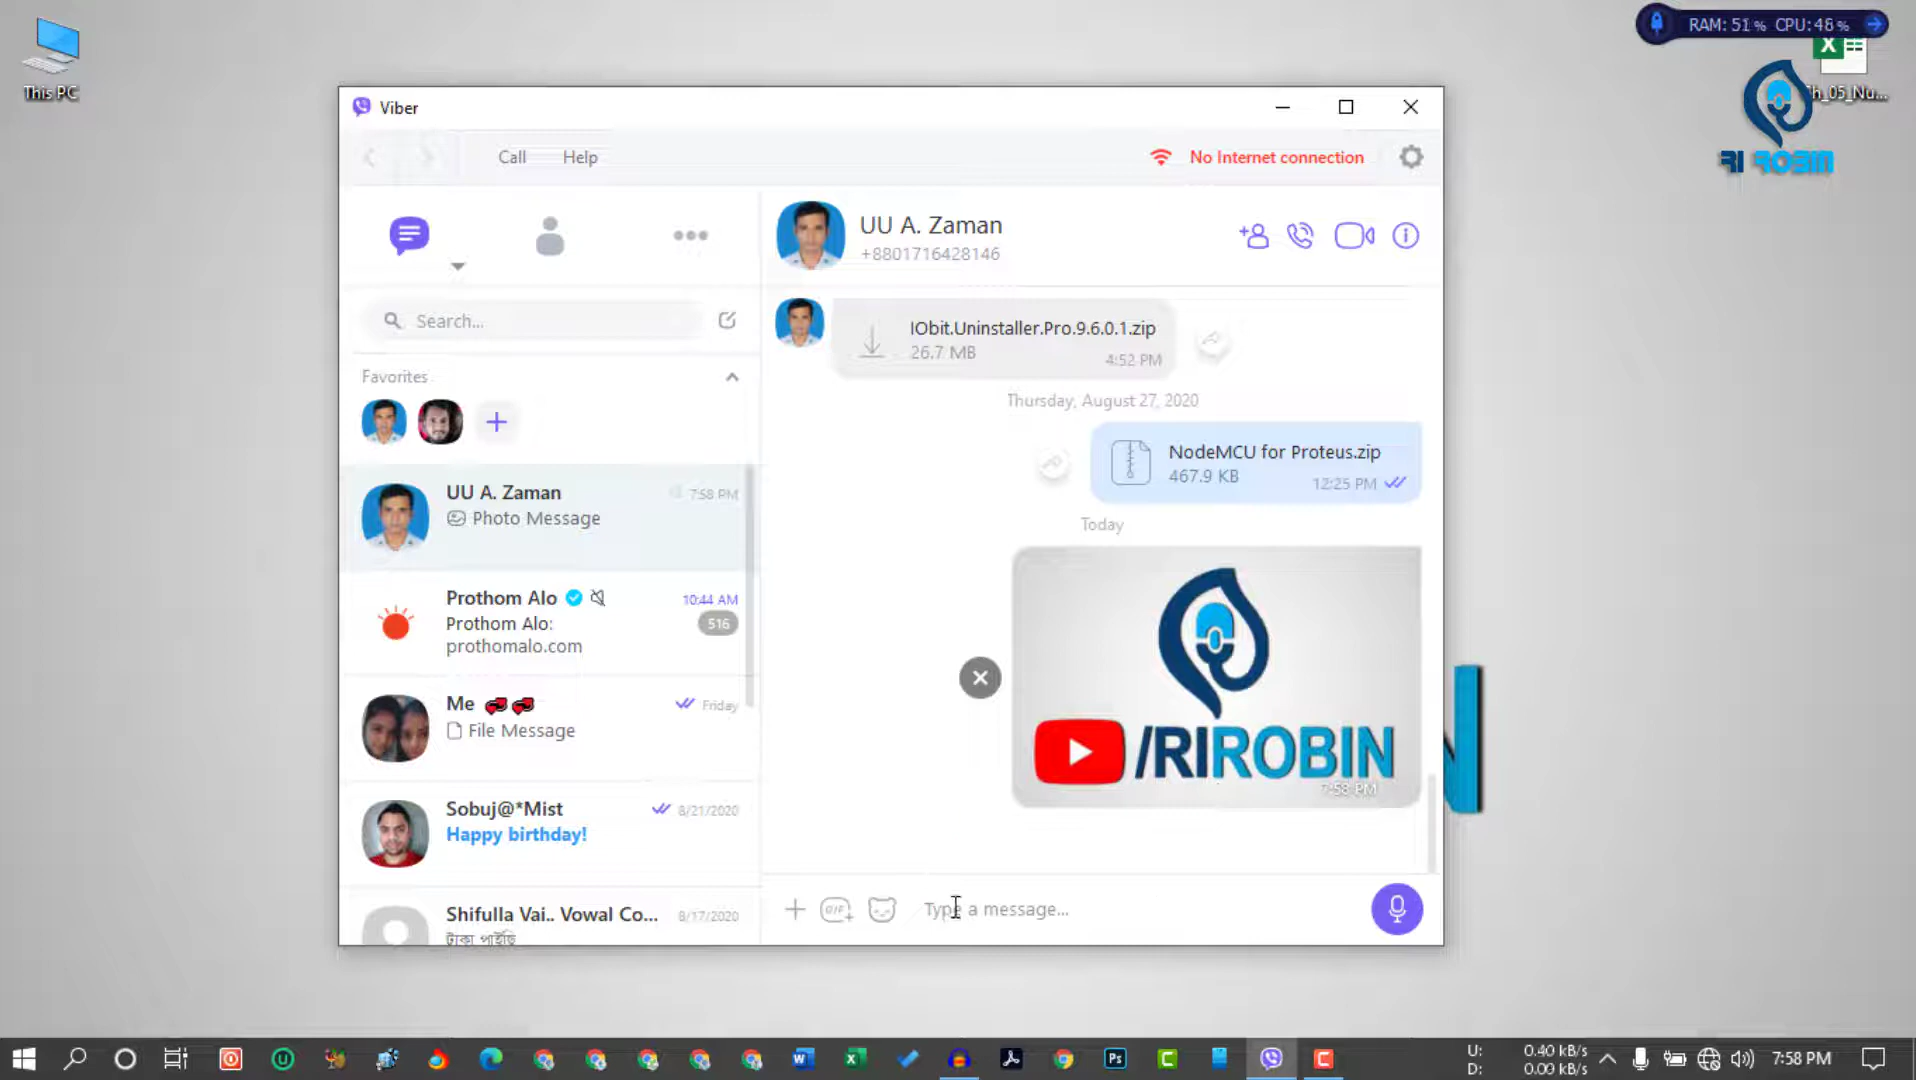 This PC
RAM: 51% CPU: 48%
RI ROBIN
Viber
Call Help
No Internet connection
UU A. Zaman
+8801716428146
Search...
Favorites
UU A. Zaman 7:58 PM
Photo Message
Prothom Alo 10:44 AM
Prothom Alo: 516
prothomalo.com
Me Friday
File Message
Sobuj@*Mist 8/21/2020
Happy birthday!
Shifulla Vai.. Vowal Co... 8/17/2020
টাকা পাইছি
IObit.Uninstaller.Pro.9.6.0.1.zip
26.7 MB
4:52 PM
Thursday, August 27, 2020
NodeMCU for Proteus.zip
467.9 KB
12:25 PM
Today
/RIROBIN
7:58 PM
GIF
Type a message...
U: 0.40 kB/s
D: 0.00 kB/s
7:58 PM